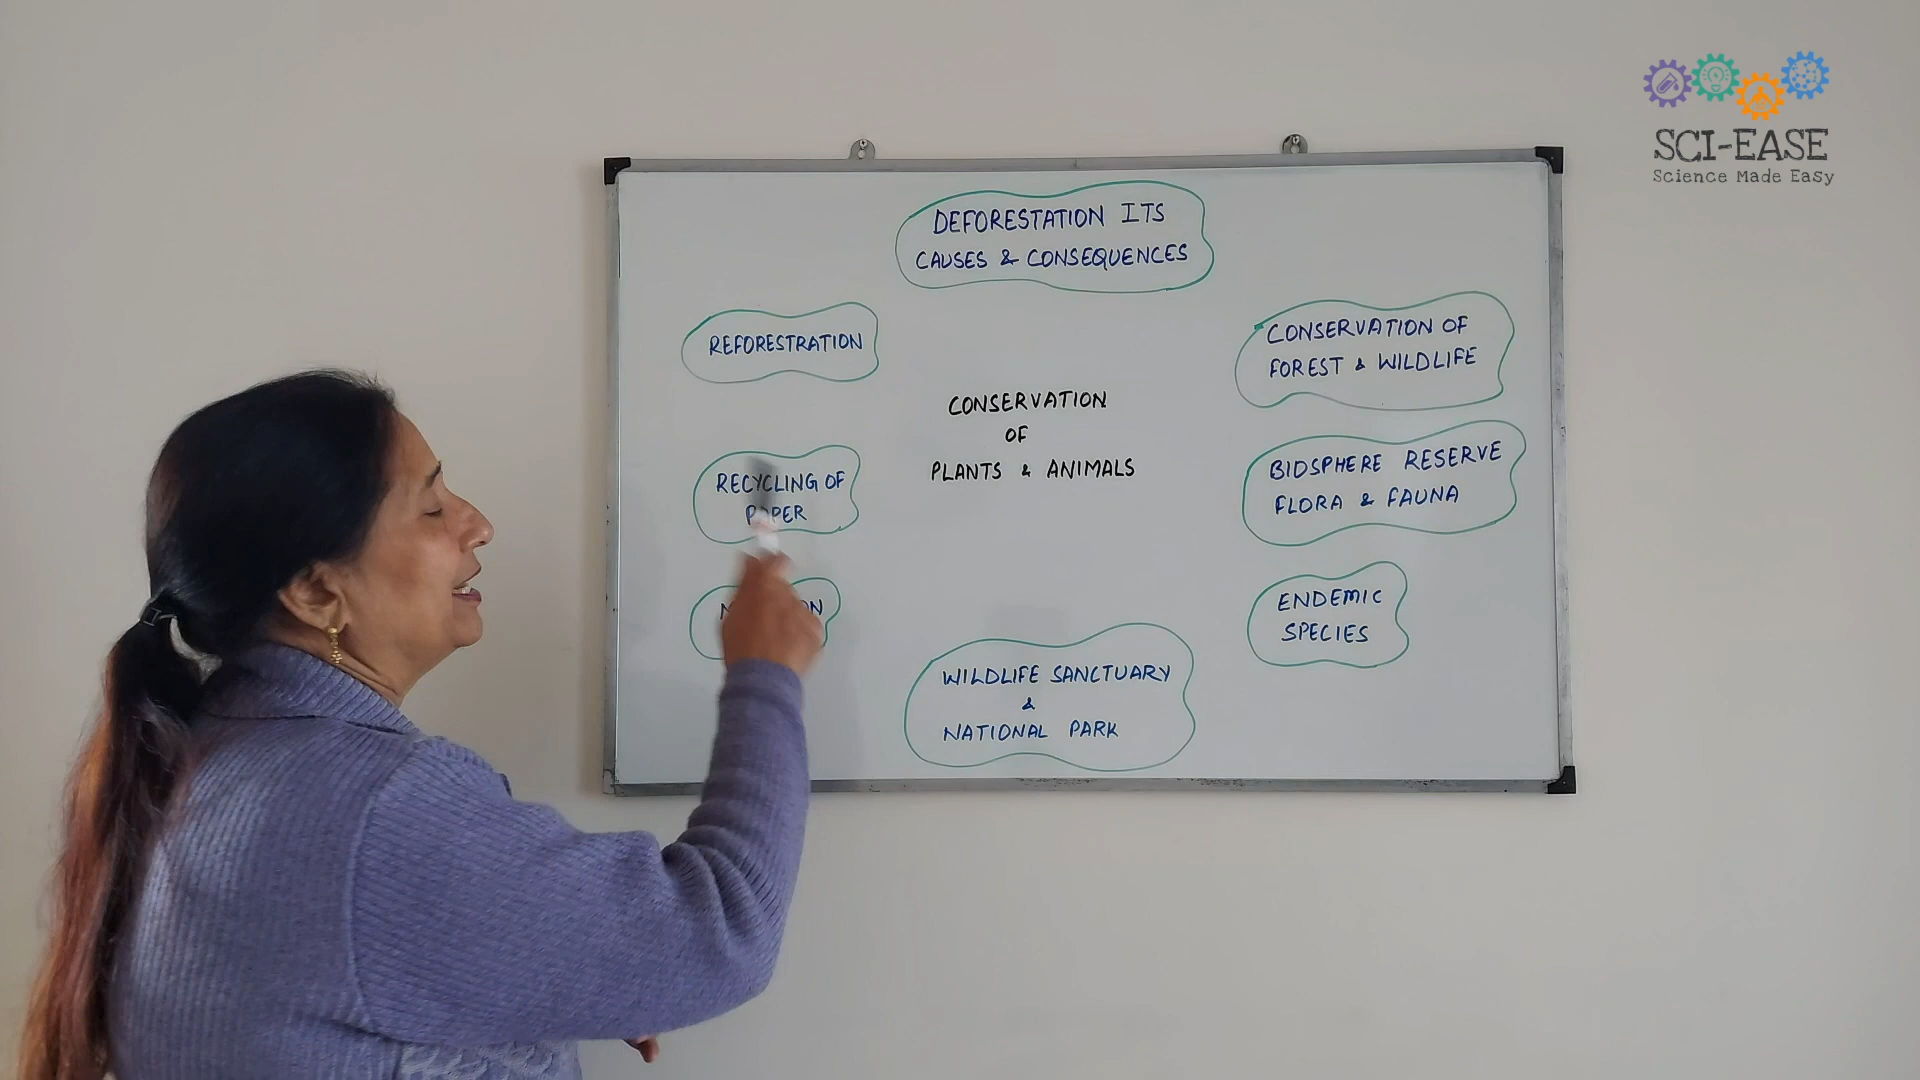 SCI-EASE
Science Made Easy
DEFORESTATION ITS
CAUSES & CONSEQUENCES
REFORESTRATION
CONSERVATION OF
FOREST & WILDLIFE
CONSERVATION
OF
PLANTS & ANIMALS
RECYCLING OF
PAPER
BIOSPHERE RESERVE
FLORA & FAUNA
ENDEMIC
SPECIES
WILDLIFE SANCTUARY
&
NATIONAL PARK